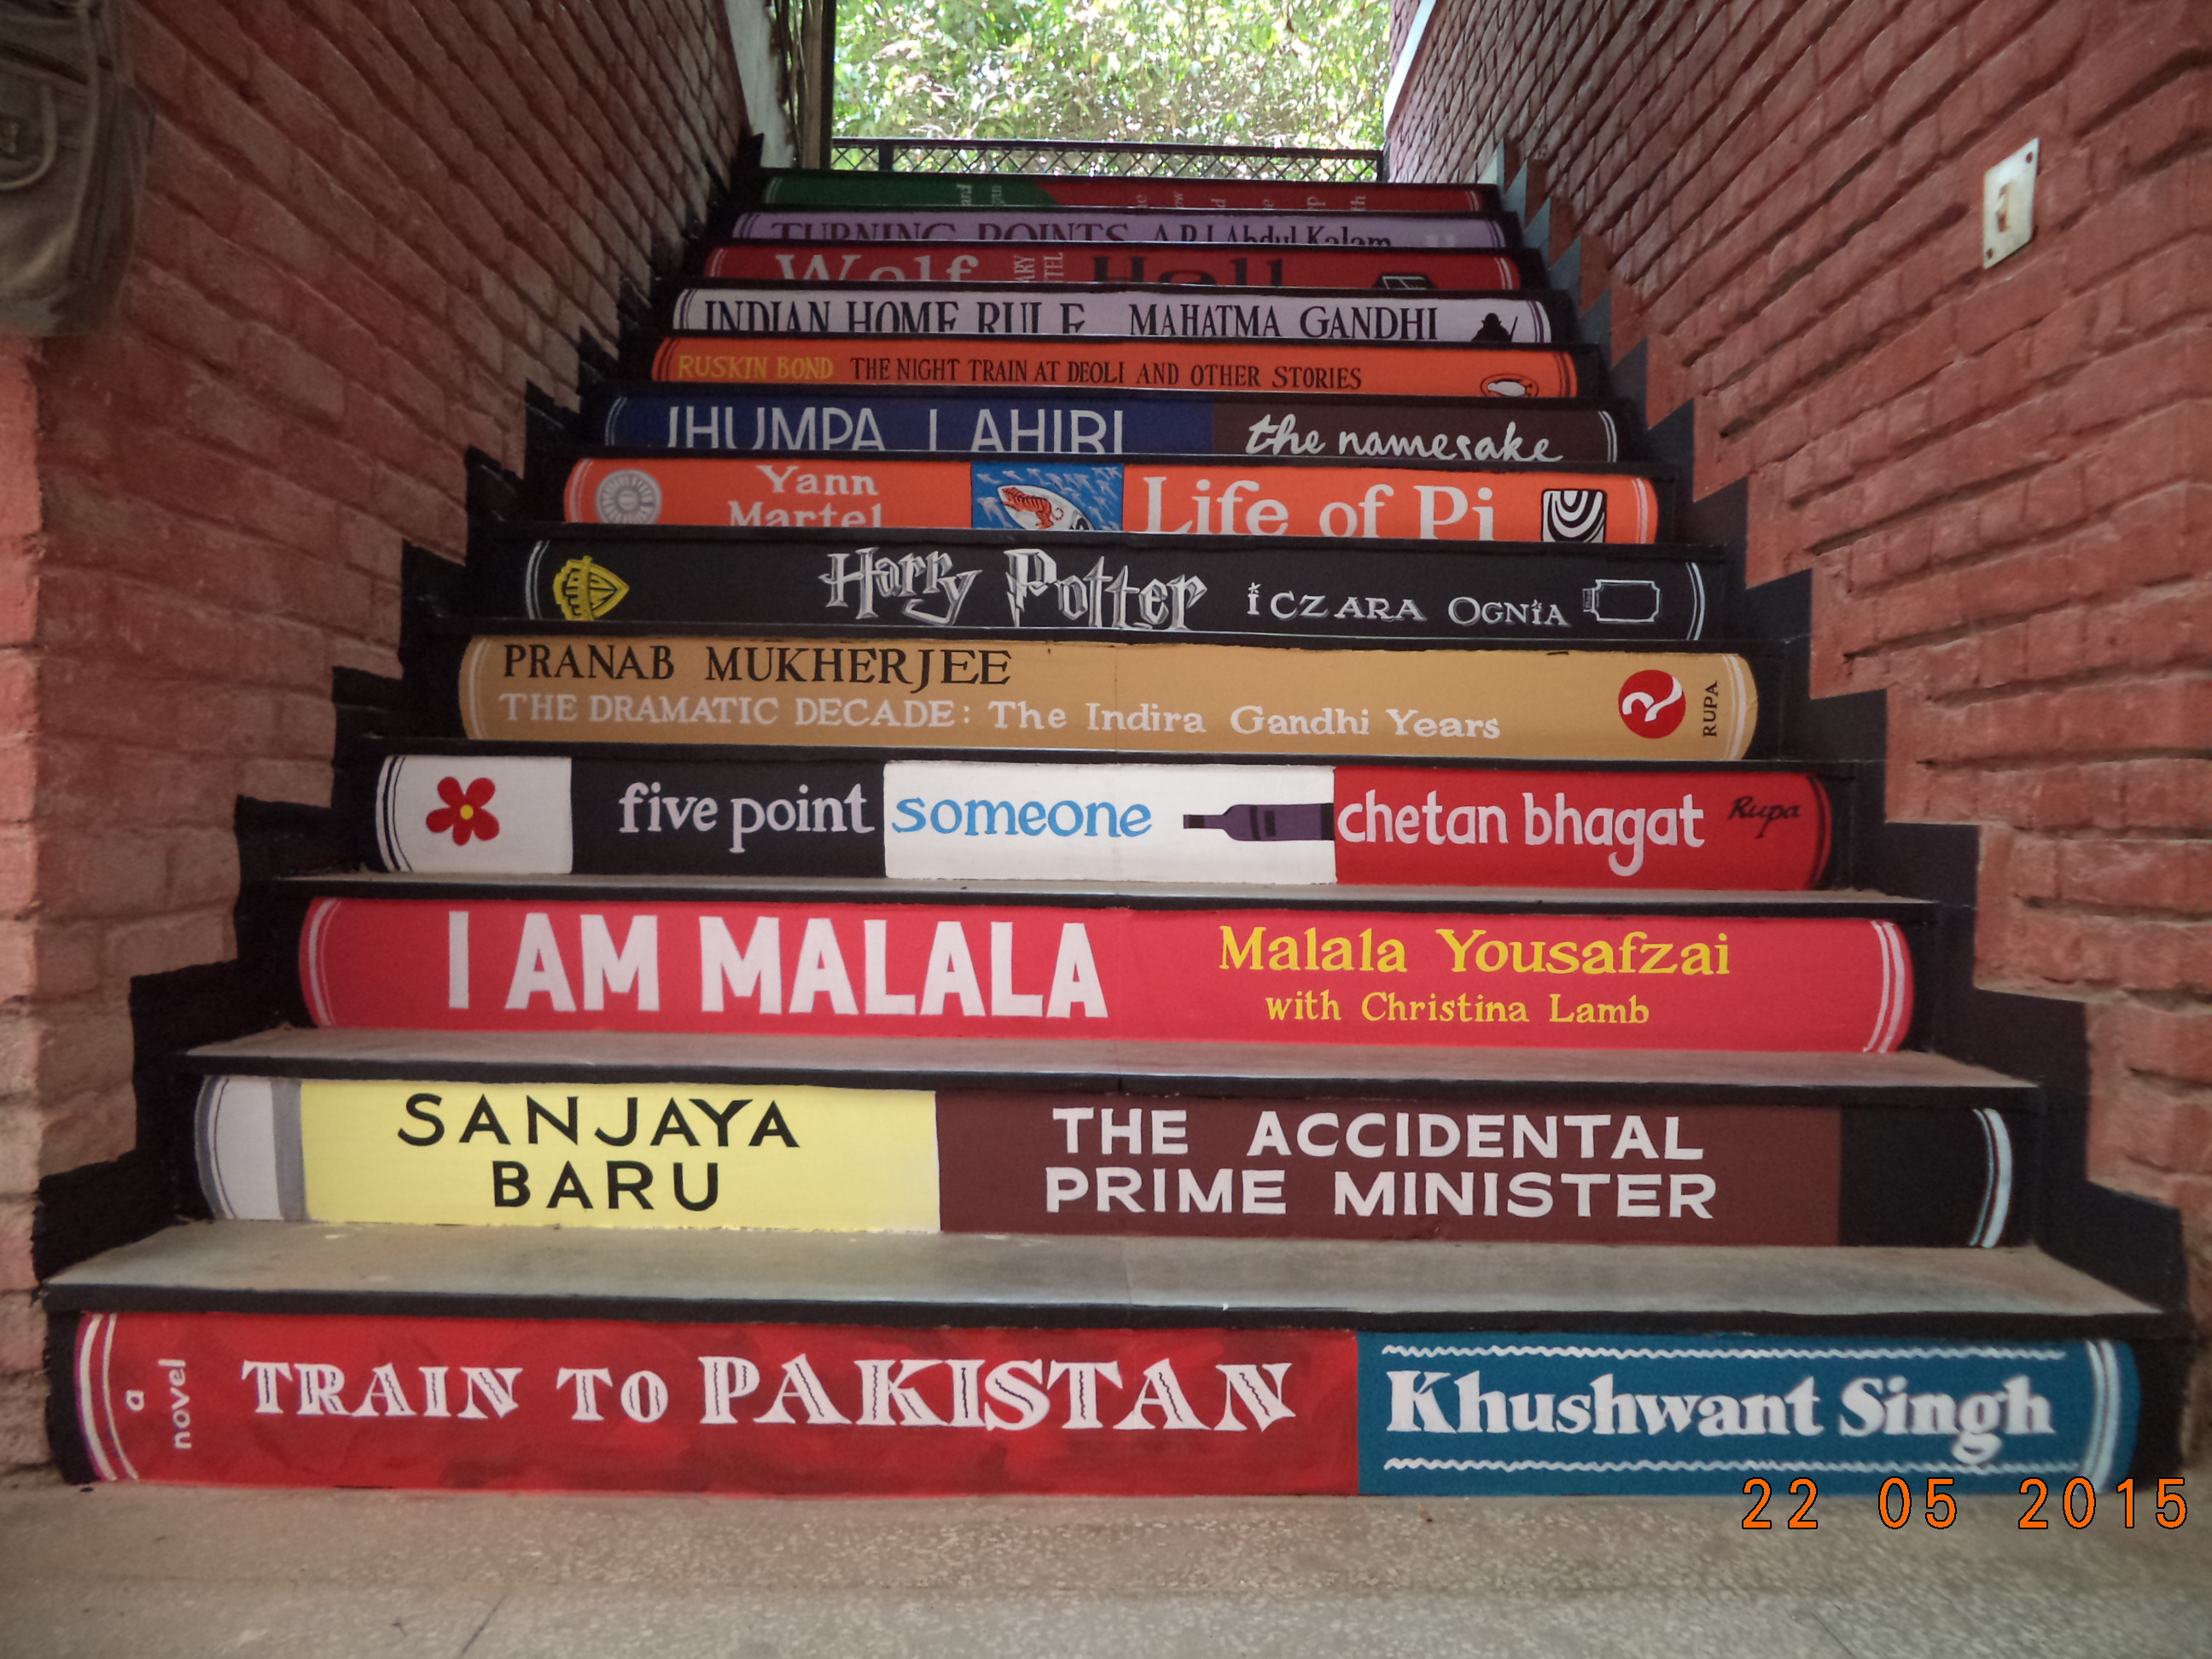 TURNING POINTS A P J Abdul Kalam
Wolf Hall
INDIAN HOME RULE MAHATMA GANDHI
RUSKIN BOND THE NIGHT TRAIN AT DEOLI AND OTHER STORIES
JHUMPA LAHIRI the namesake
Yann
Martel
Life of Pi
Harry Potter İ CZARA OGNİA
PRANAB MUKHERJEE
THE DRAMATIC DECADE: The Indira Gandhi Years
RUPA
five point someone chetan bhagat Rupa
I AM MALALA
Malala Yousafzai
with Christina Lamb
SANJAYA
BARU
THE ACCIDENTAL
PRIME MINISTER
a
novel
TRAIN TO PAKISTAN
Khushwant Singh
22 05 2015